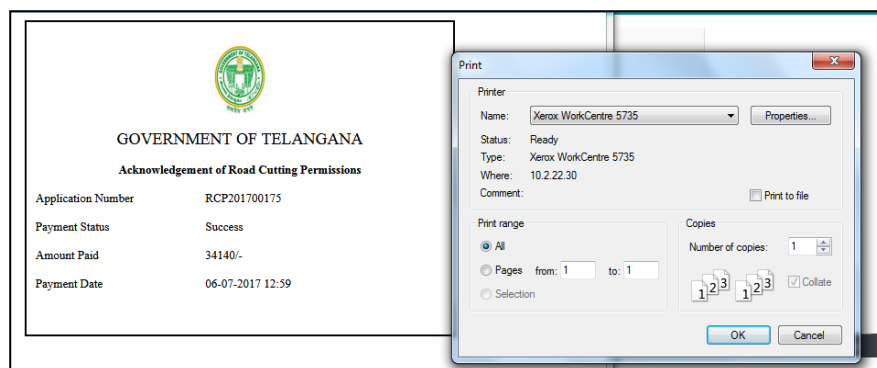 GOVERNMENT OF TELANGANA
Acknowledgement of Road Cutting Permissions
Application Number RCP201700175
Payment Status Success
Amount Paid 34140/-
Payment Date 06-07-2017 12:59
Print
Printer
Name: Xerox WorkCentre 5735 Properties...
Status: Ready
Type: Xerox WorkCentre 5735
Where: 10.2.22.30
Comment: Print to file
Print range
All
Pages from: 1 to: 1
Selection
Copies
Number of copies: 1
1 2 3 1 2 3 Collate
OK Cancel